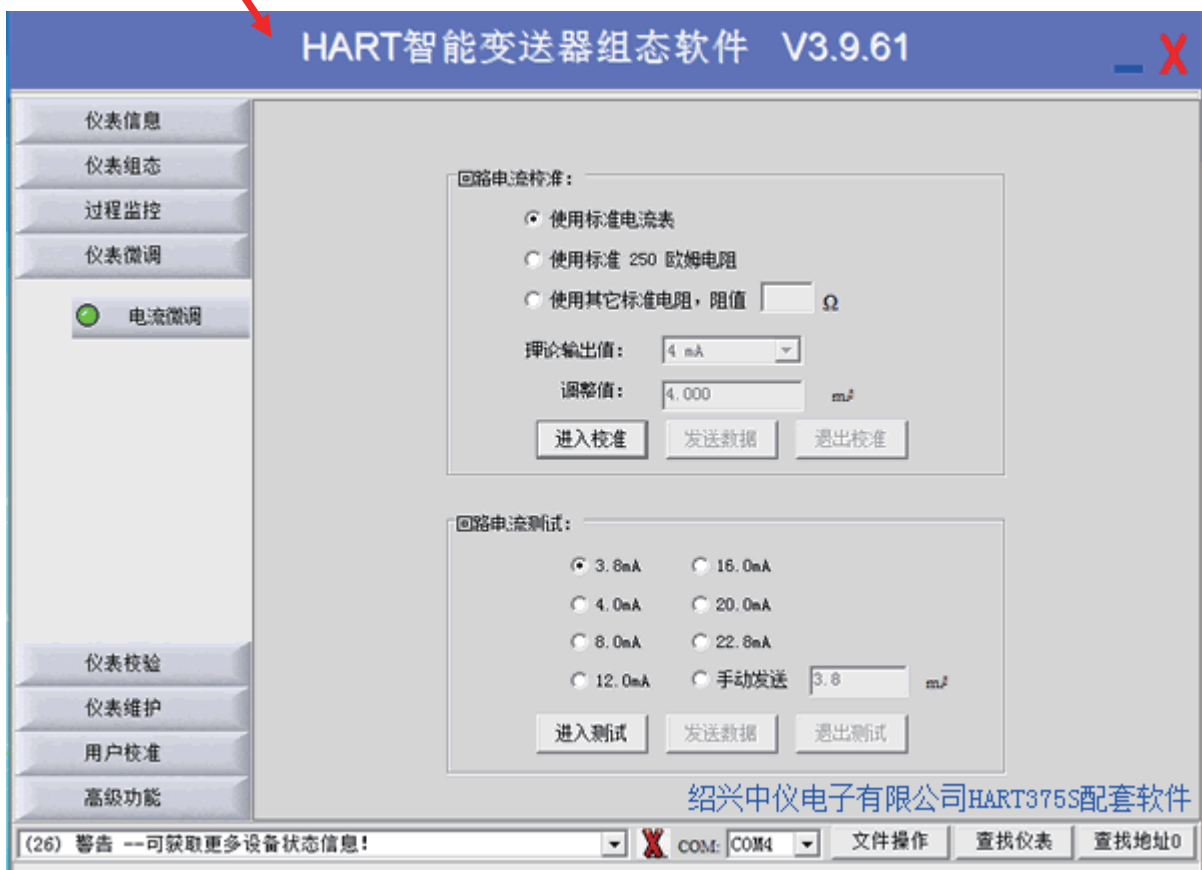 HART智能变送器组态软件 V3.9.61
仪表信息
仪表组态
过程监控
仪表微调
电流微调
仪表校验
仪表维护
用户校准
高级功能
回路电流校准:
使用标准电流表
使用标准 250 欧姆电阻
使用其它标准电阻，阻值 Ω
理论输出值: 4 mA
调整值: 4.000
进入校准 发送数据 退出校准
回路电流测试:
3.8mA 16.0mA
4.0mA 20.0mA
8.0mA 22.8mA
12.0mA 手动发送 3.8
进入测试 发送数据 退出测试
绍兴中仪电子有限公司HART375S配套软件
(26) 警告 --可获取更多设备状态信息! X COM: COM4 文件操作 查找仪表 查找地址0